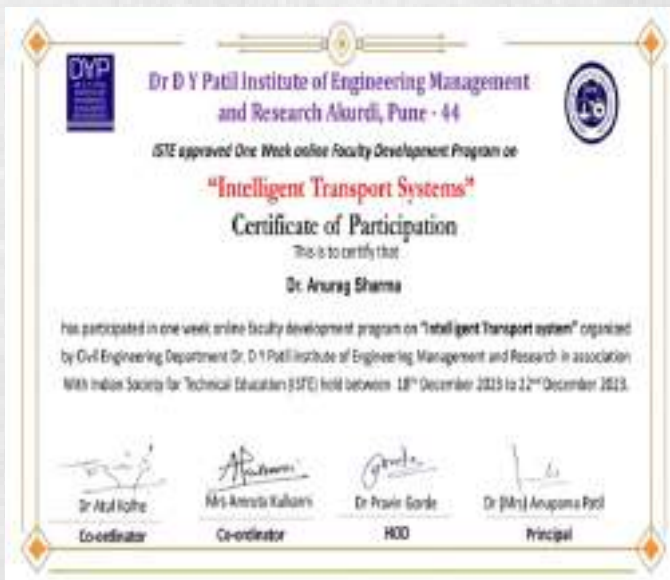 DYP
Dr D Y Patil Institute of Engineering Management
and Research Akurdi, Pune - 44
ISTE approved One Week online Faculty Development Program on
“Intelligent Transport Systems”
Certificate of Participation
This is to certify that
Dr. Anurag Sharma
has participated in one week online faculty development program on "Intelligent Transport system" organized
by Civil Engineering Department Dr. D Y Patil Institute of Engineering Management and Research in association
With Indian Society for Technical Education (ISTE) held between 18th December 2023 to 22nd December 2023.
Dr Atul Kolhe Mrs Amruta Kulkarni Dr Pravin Gorde Dr (Mrs) Anupama Patil
Co-ordinator Co-ordinator HOD Principal